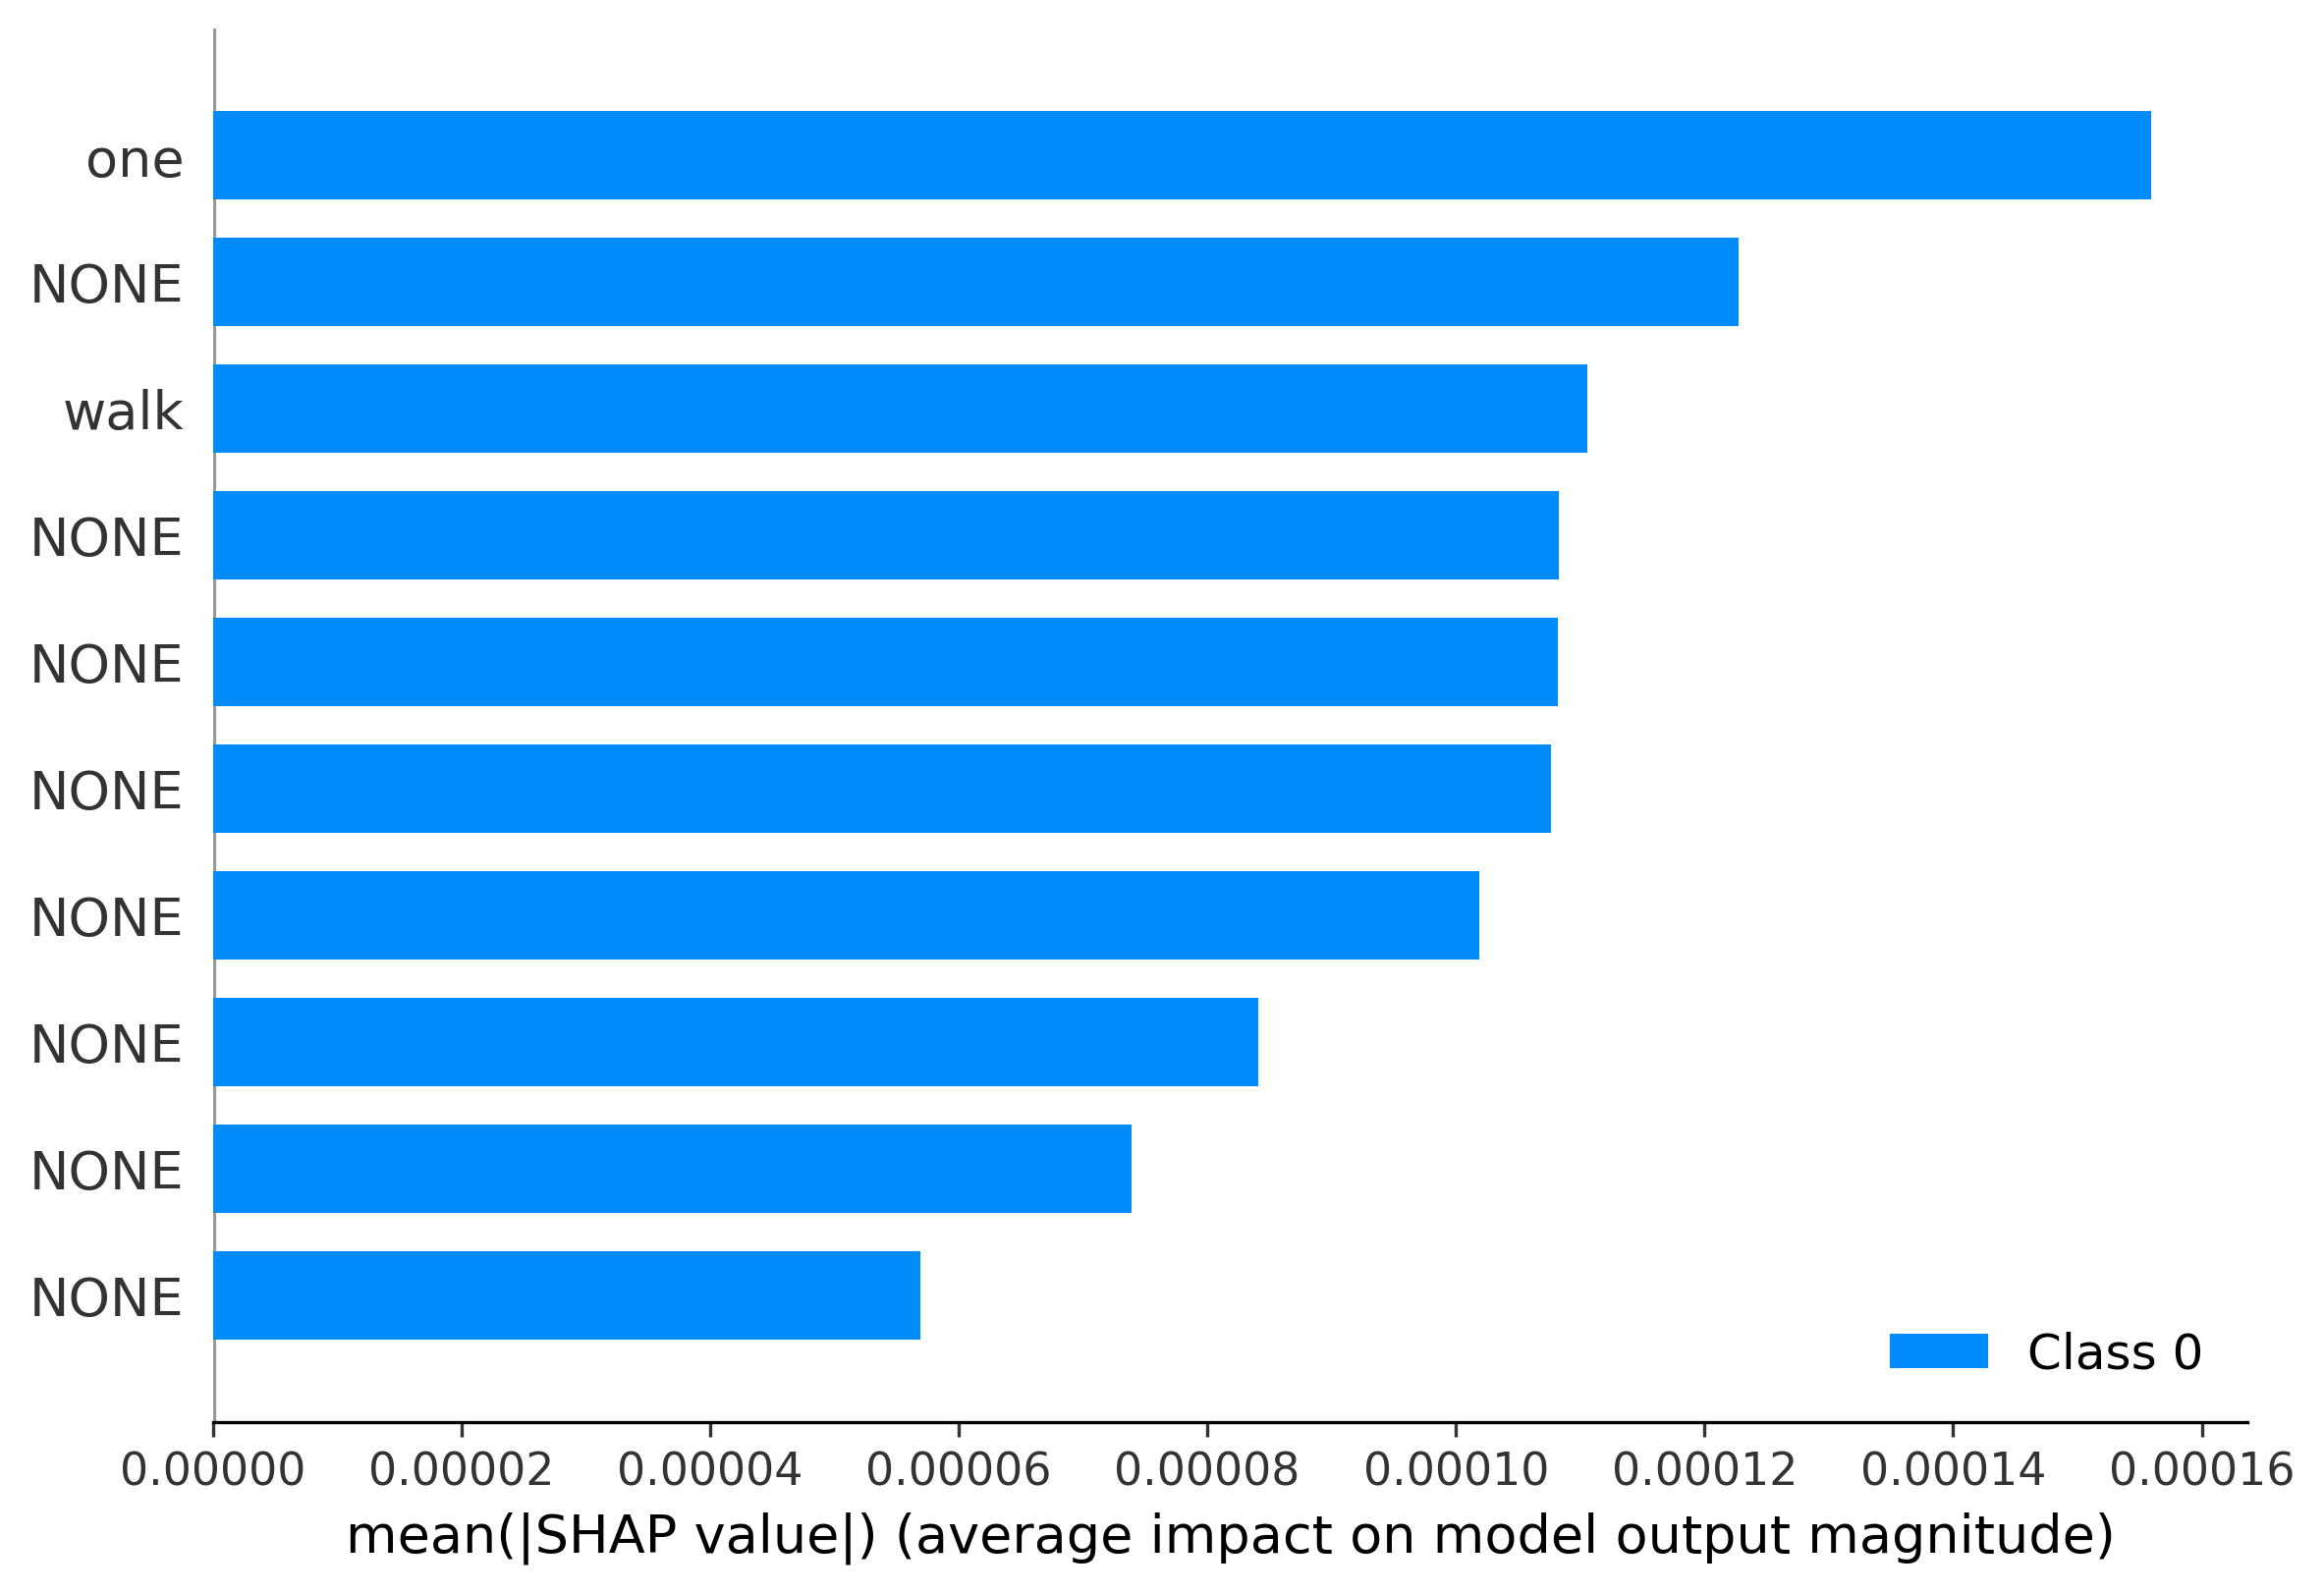 one
NONE
walk
NONE
NONE
NONE
NONE
NONE
NONE
NONE
Class 0
0.00000 0.00002 0.00004 0.00006 0.00008 0.00010 0.00012 0.00014 0.00016
mean(|SHAP value|) (average impact on model output magnitude)